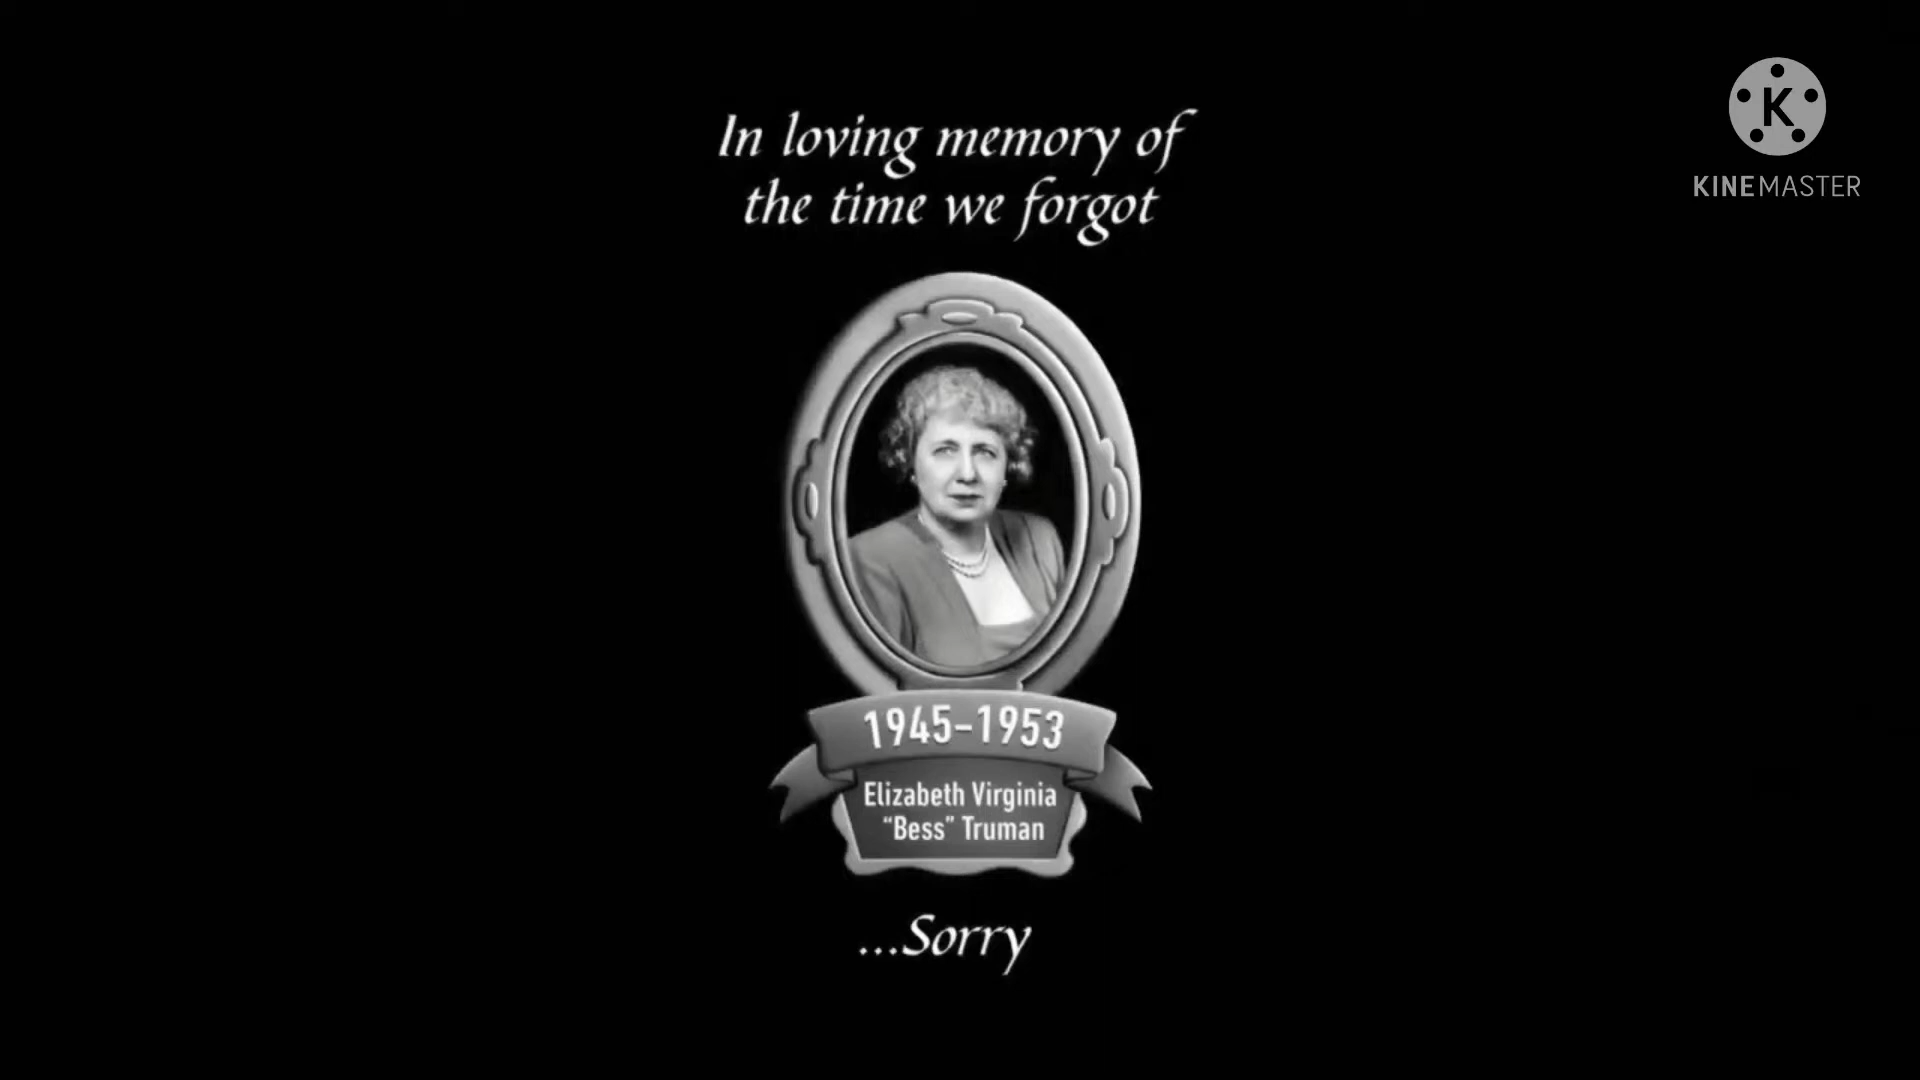 In loving memory of
the time we forgot
K
KINEMASTER
1945–1953
Elizabeth Virginia
“Bess” Truman
...Sorry